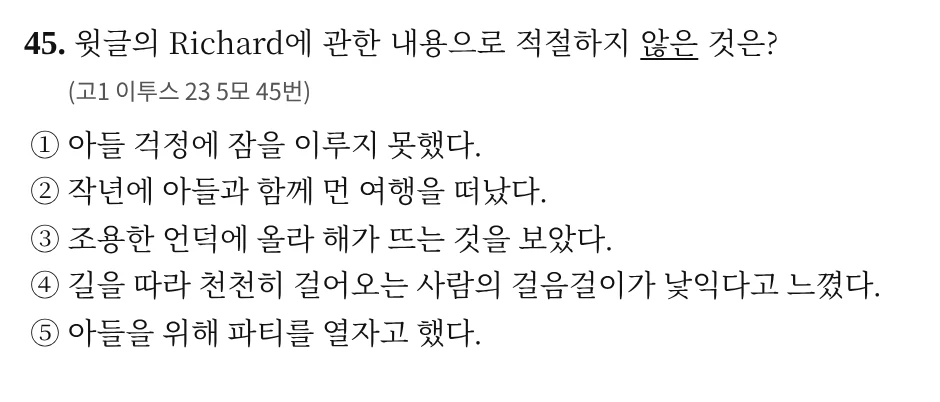 45. 윗글의 Richard에 관한 내용으로 적절하지 않은 것은?
(고1 이투스 23 5모 45번)
① 아들 걱정에 잠을 이루지 못했다.
② 작년에 아들과 함께 먼 여행을 떠났다.
③ 조용한 언덕에 올라 해가 뜨는 것을 보았다.
④ 길을 따라 천천히 걸어오는 사람의 걸음걸이가 낯익다고 느꼈다.
⑤ 아들을 위해 파티를 열자고 했다.